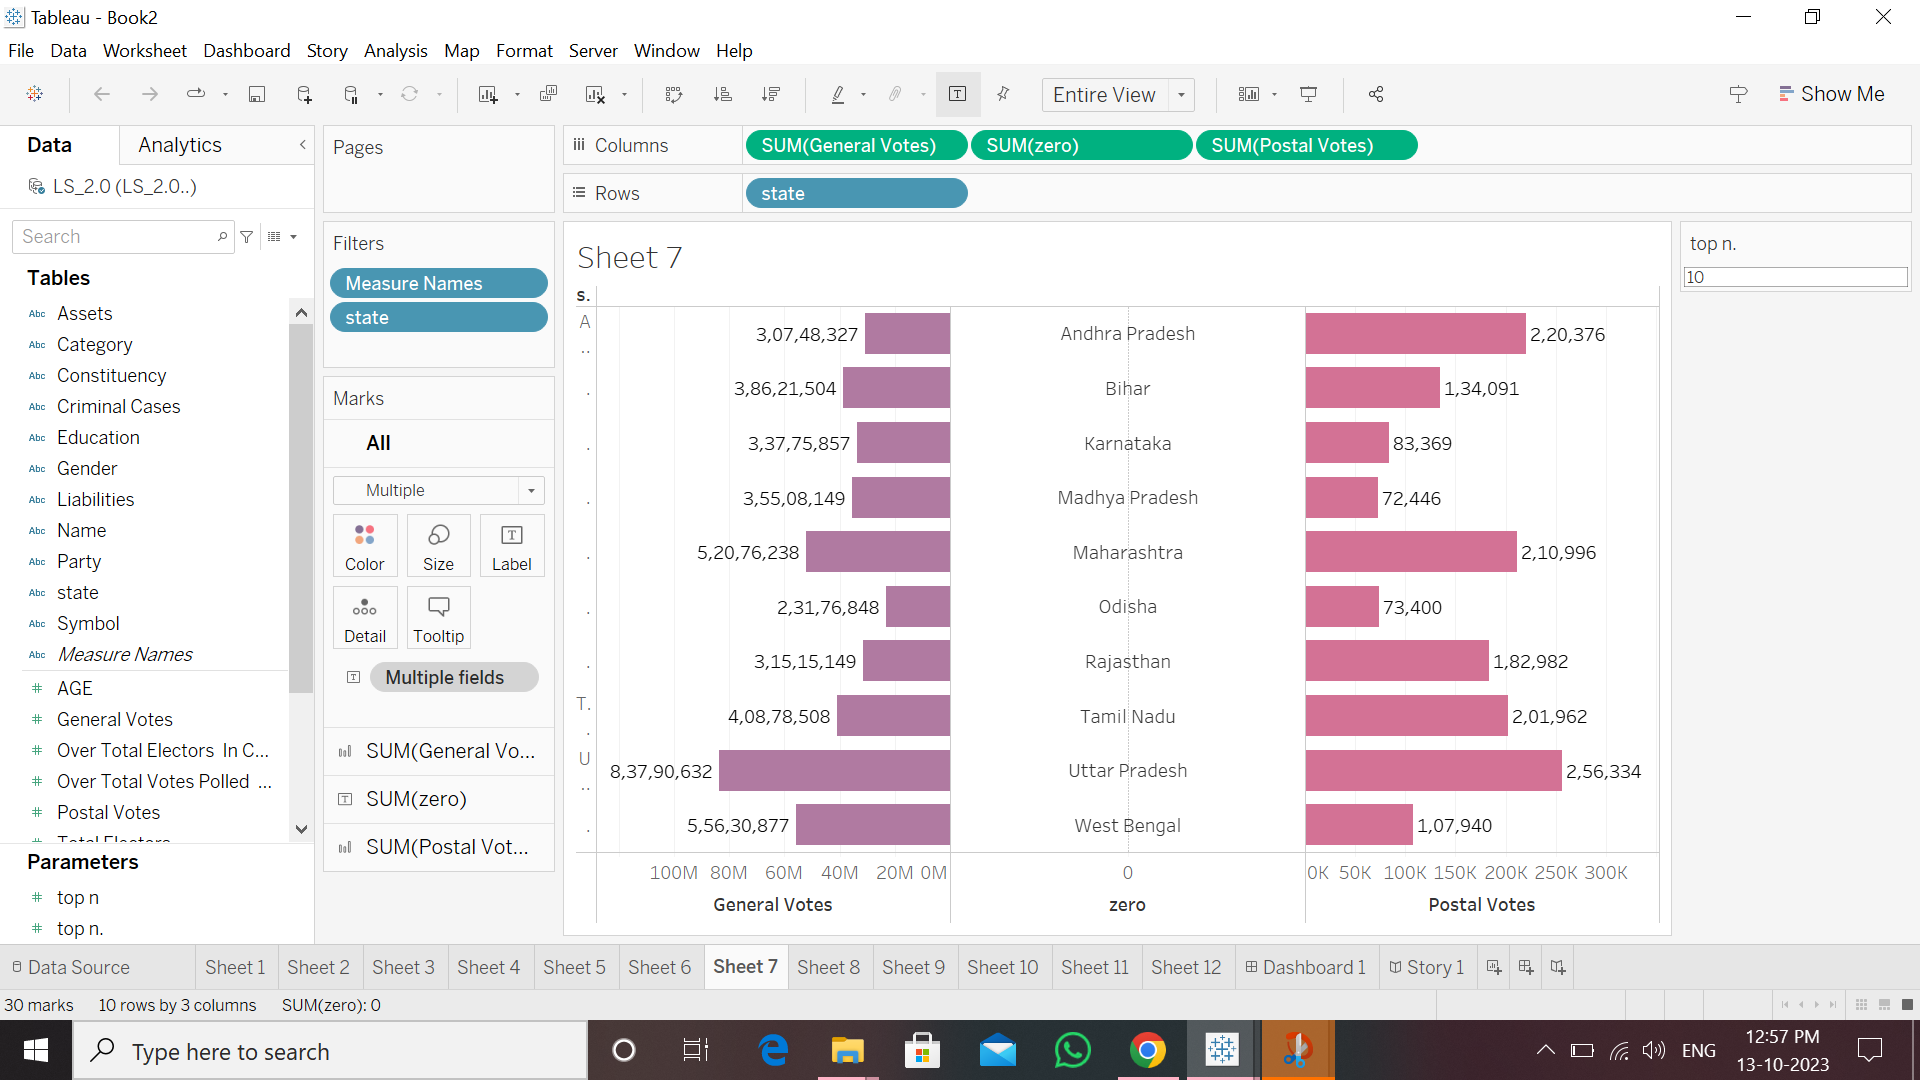 Tableau - Book2
File Data Worksheet Dashboard Story Analysis Map Format Server Window Help
Entire View
Show Me
Data Analytics
LS_2.0 (LS_2.0..)
Search
Tables
Abc Assets
Abc Category
Abc Constituency
Abc Criminal Cases
Abc Education
Abc Gender
Abc Liabilities
Abc Name
Abc Party
Abc state
Abc Symbol
Abc Measure Names
# AGE
# General Votes
# Over Total Electors In C...
# Over Total Votes Polled ...
# Postal Votes
Total Electors
Parameters
# top n
# top n.
Pages
Filters
Measure Names
state
Marks
All
Multiple
Color Size Label
Detail Tooltip
Multiple fields
SUM(General Vo...
SUM(zero)
SUM(Postal Vot...
Columns SUM(General Votes) SUM(zero) SUM(Postal Votes)
Rows state
Sheet 7
s.
A.. 3,07,48,327 Andhra Pradesh 2,20,376
. 3,86,21,504 Bihar 1,34,091
. 3,37,75,857 Karnataka 83,369
. 3,55,08,149 Madhya Pradesh 72,446
. 5,20,76,238 Maharashtra 2,10,996
. 2,31,76,848 Odisha 73,400
. 3,15,15,149 Rajasthan 1,82,982
T.. 4,08,78,508 Tamil Nadu 2,01,962
U.. 8,37,90,632 Uttar Pradesh 2,56,334
. 5,56,30,877 West Bengal 1,07,940
100M 80M 60M 40M 20M 0M 0 0K 50K 100K 150K 200K 250K 300K
General Votes zero Postal Votes
top n.
10
Data Source Sheet 1 Sheet 2 Sheet 3 Sheet 4 Sheet 5 Sheet 6 Sheet 7 Sheet 8 Sheet 9 Sheet 10 Sheet 11 Sheet 12 Dashboard 1 Story 1
30 marks 10 rows by 3 columns SUM(zero): 0
Type here to search
ENG
12:57 PM
13-10-2023